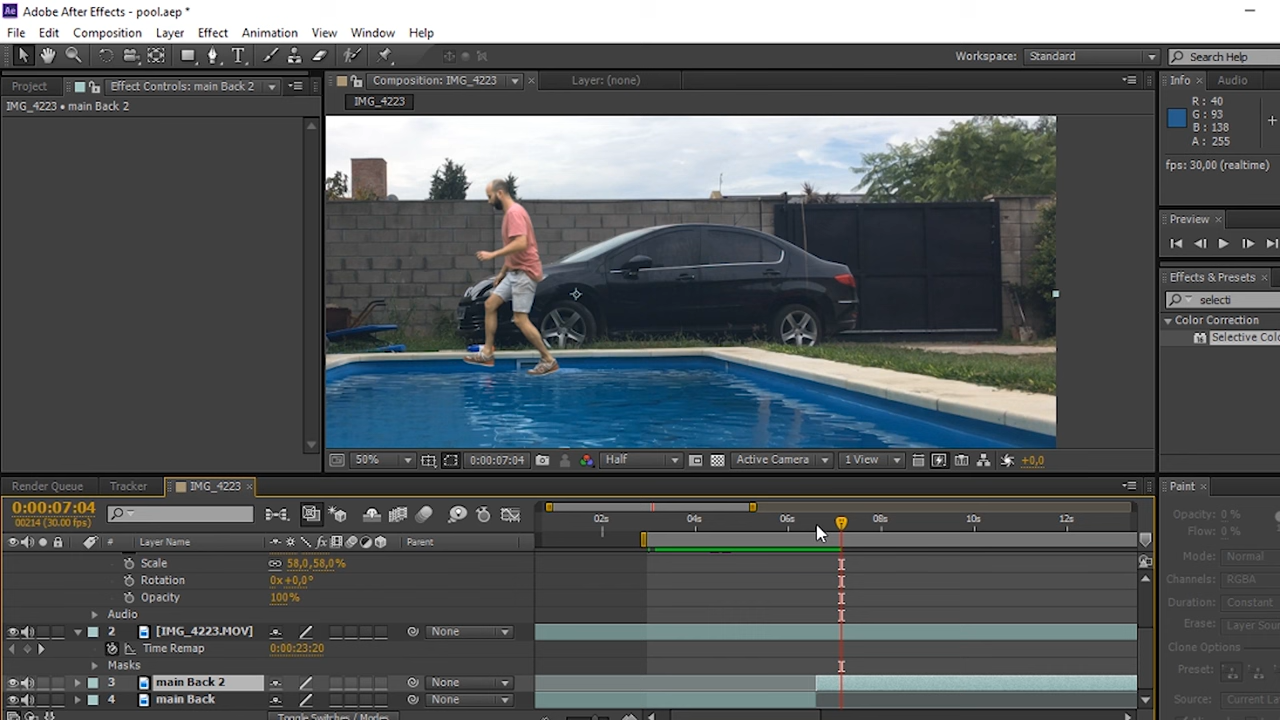 Ae Adobe After Effects - pool.aep *
File Edit Composition Layer Effect Animation View Window Help
Workspace: Standard Search Help
Project Effect Controls: main Back 2 Composition: IMG_4223 Layer: (none) Info Audio
IMG_4223 • main Back 2 IMG_4223
R: 40
G: 93
B: 138
A: 255
fps: 30,00 (realtime)
Preview
Effects & Presets
selecti
Color Correction
Selective Colo
50% 0:00:07:04 Half Active Camera 1 View +0,0
Render Queue Tracker IMG_4223 Paint
0:00:07:04
00214 (30.00 fps)
02s 04s 06s 08s 10s 12s
# Layer Name Parent
Scale 58,0,58,0%
Rotation 0x+0,0°
Opacity 100%
Audio
2 [IMG_4223.MOV] None
Time Remap 0:00:23:20
Masks
3 main Back 2 None
4 main Back None
Toggle Switches / Modes
Opacity: 0 %
Flow: 0 %
Mode: Normal
Channels: RGBA
Duration: Constant
Erase: Layer Sour
Clone Options
Preset:
Source: Current Layer